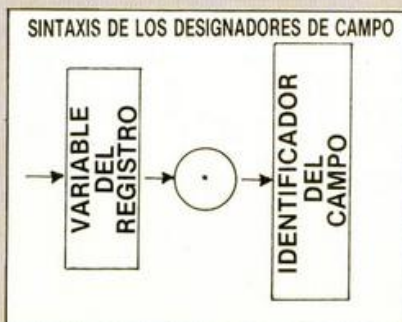 SINTAXIS DE LOS DESIGNADORES DE CAMPO
VARIABLE
DEL
REGISTRO
.
IDENTIFICADOR
DEL
CAMPO